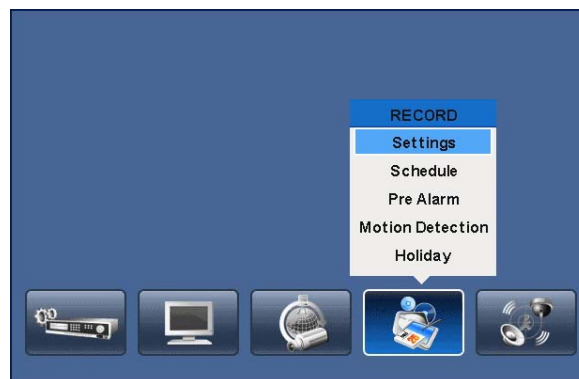 RECORD
Settings
Schedule
Pre Alarm
Motion Detection
Holiday